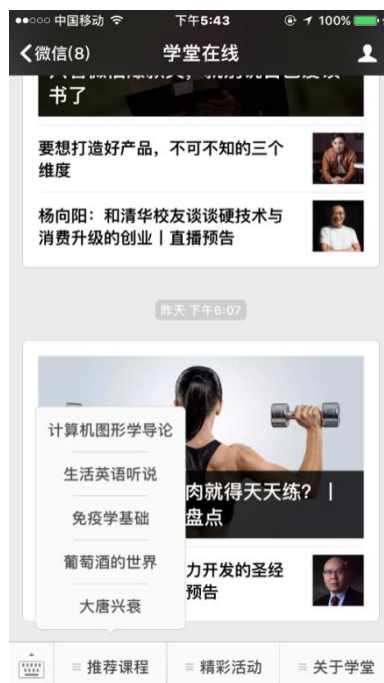 中国移动
下午5:43
100%
微信(8)
学堂在线
书了
要想打造好产品，不可不知的三个
维度
杨向阳：和清华校友谈谈硬技术与
消费升级的创业丨直播预告
昨天 下午6:07
肉就得天天练？丨
盘点
力开发的圣经
预告
计算机图形学导论
生活英语听说
免疫学基础
葡萄酒的世界
大唐兴衰
推荐课程
精彩活动
关于学堂